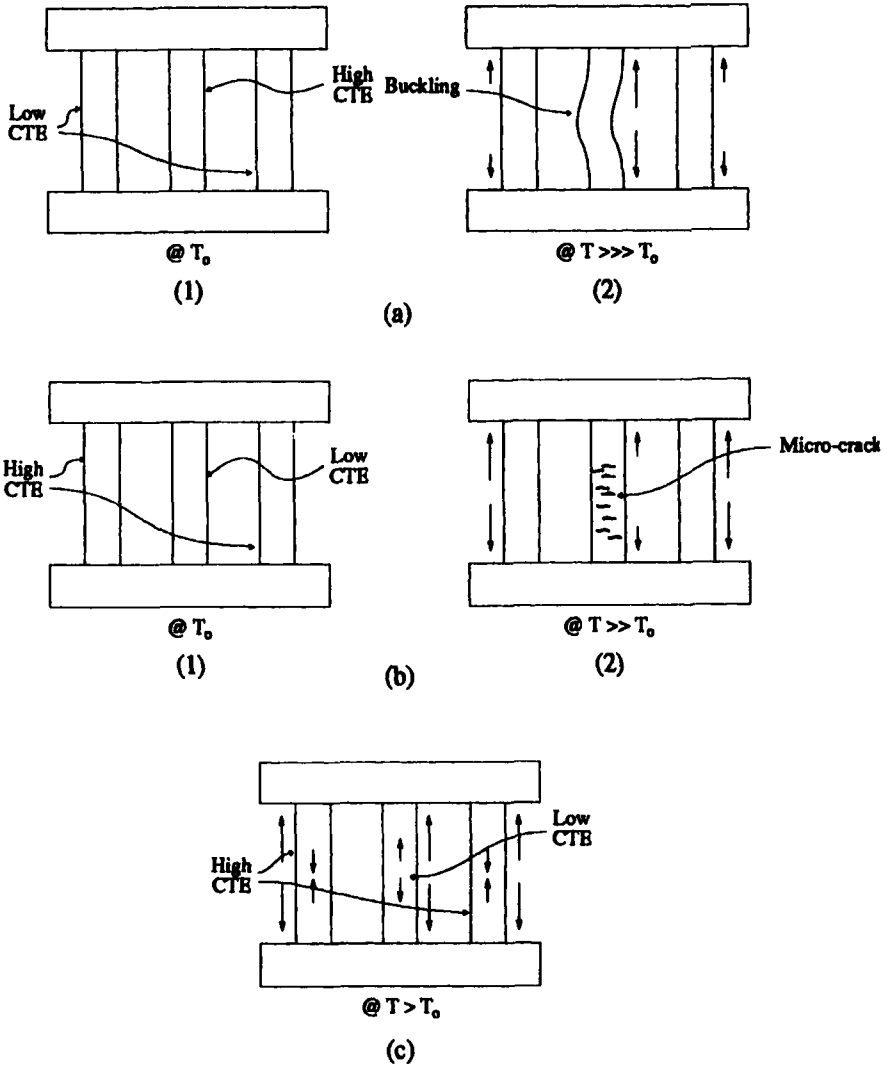 Low
CTE
High
CTE
@ T₀
(1)
Buckling
@ T >>> T₀
(2)
(a)
High
CTE
Low
CTE
@ T₀
(1)
Micro-crack
@ T >> T₀
(2)
(b)
High
CTE
Low
CTE
@ T > T₀
(c)